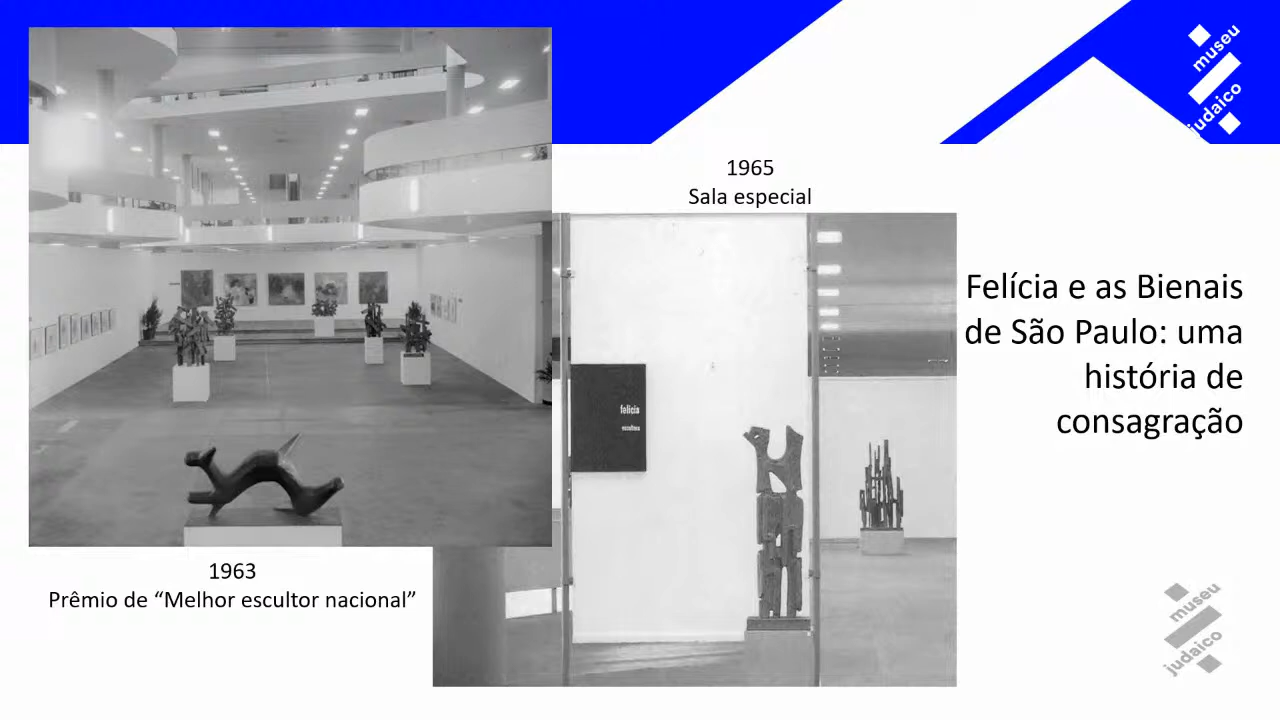 museu
judaico
1965
Sala especial
felícia
escultura
Felícia e as Bienais
de São Paulo: uma
história de
consagração
1963
Prêmio de “Melhor escultor nacional”
museu
judaico